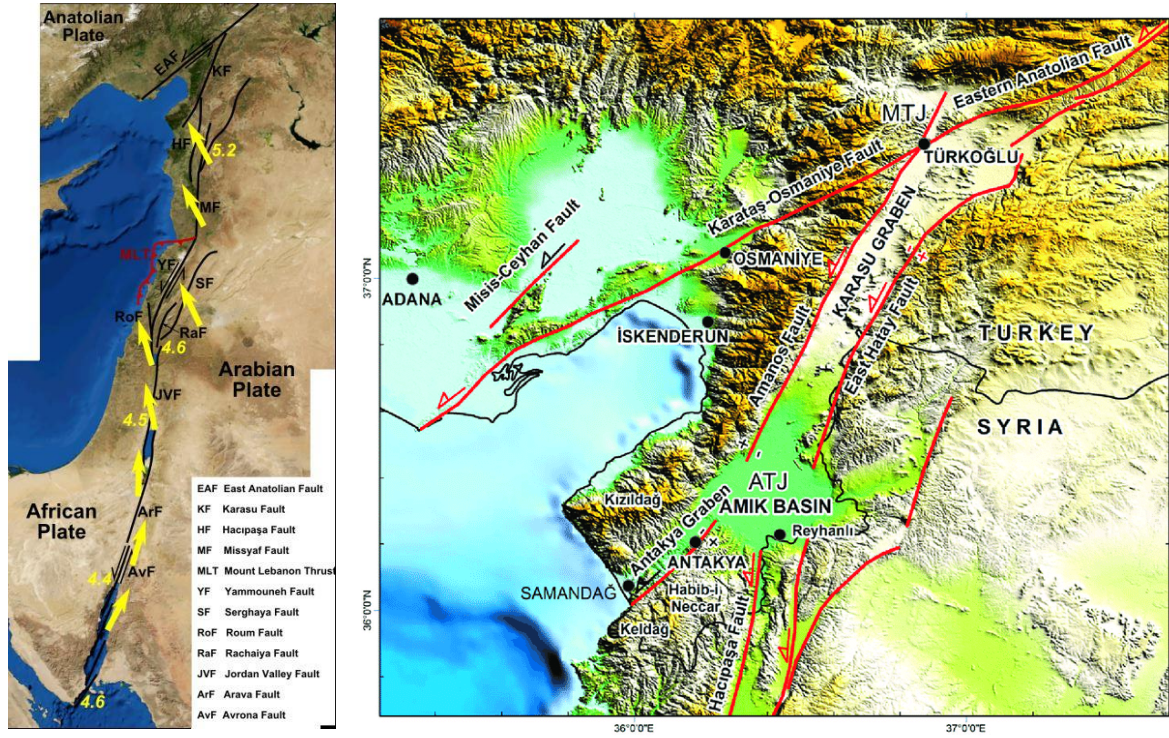 Anatolian
Plate
EAF
KF
HF
5.2
MF
MLT
YF
SF
RoF
RaF
4.6
Arabian
Plate
JVF
4.5
African
Plate
ArF
4.4
AvF
4.6
EAF East Anatolian Fault
KF Karasu Fault
HF Hacıpaşa Fault
MF Missyaf Fault
MLT Mount Lebanon Thrust
YF Yammouneh Fault
SF Serghaya Fault
RoF Roum Fault
RaF Rachaiya Fault
JVF Jordan Valley Fault
ArF Arava Fault
AvF Avrona Fault
Eastern Anatolian Fault
MTJ
TÜRKOĞLU
Karataş-Osmaniye Fault
Misis-Ceyhan Fault
OSMANİYE
KARASU GRABEN
37°0'0"N
ADANA
+
-
İSKENDERUN
Amanos Fault
East Hatay Fault
TURKEY
SYRIA
+
-
ATJ
Kızıldağ
AMIK BASIN
Antakya Graben
-
+
Reyhanlı
ANTAKYA
SAMANDAĞ
Habib-i
Neccar
36°0'0"N
Keldağ
Hacıpaşa Fault
36°0'0"E
37°0'0"E